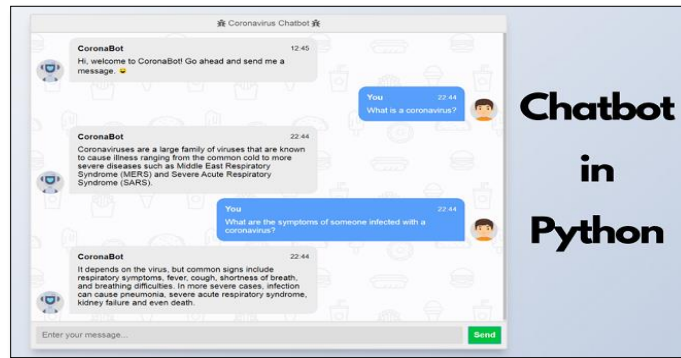 Coronavirus Chatbot
CoronaBot 12:45
Hi, welcome to CoronaBot! Go ahead and send me a
message. 😄
You 22:44
What is a coronavirus?
CoronaBot 22:44
Coronaviruses are a large family of viruses that are known
to cause illness ranging from the common cold to more
severe diseases such as Middle East Respiratory
Syndrome (MERS) and Severe Acute Respiratory
Syndrome (SARS).
You 22:44
What are the symptoms of someone infected with a
coronavirus?
CoronaBot 22:44
It depends on the virus, but common signs include
respiratory symptoms, fever, cough, shortness of breath,
and breathing difficulties. In more severe cases, infection
can cause pneumonia, severe acute respiratory syndrome,
kidney failure and even death.
Enter your message... Send
Chatbot
in
Python